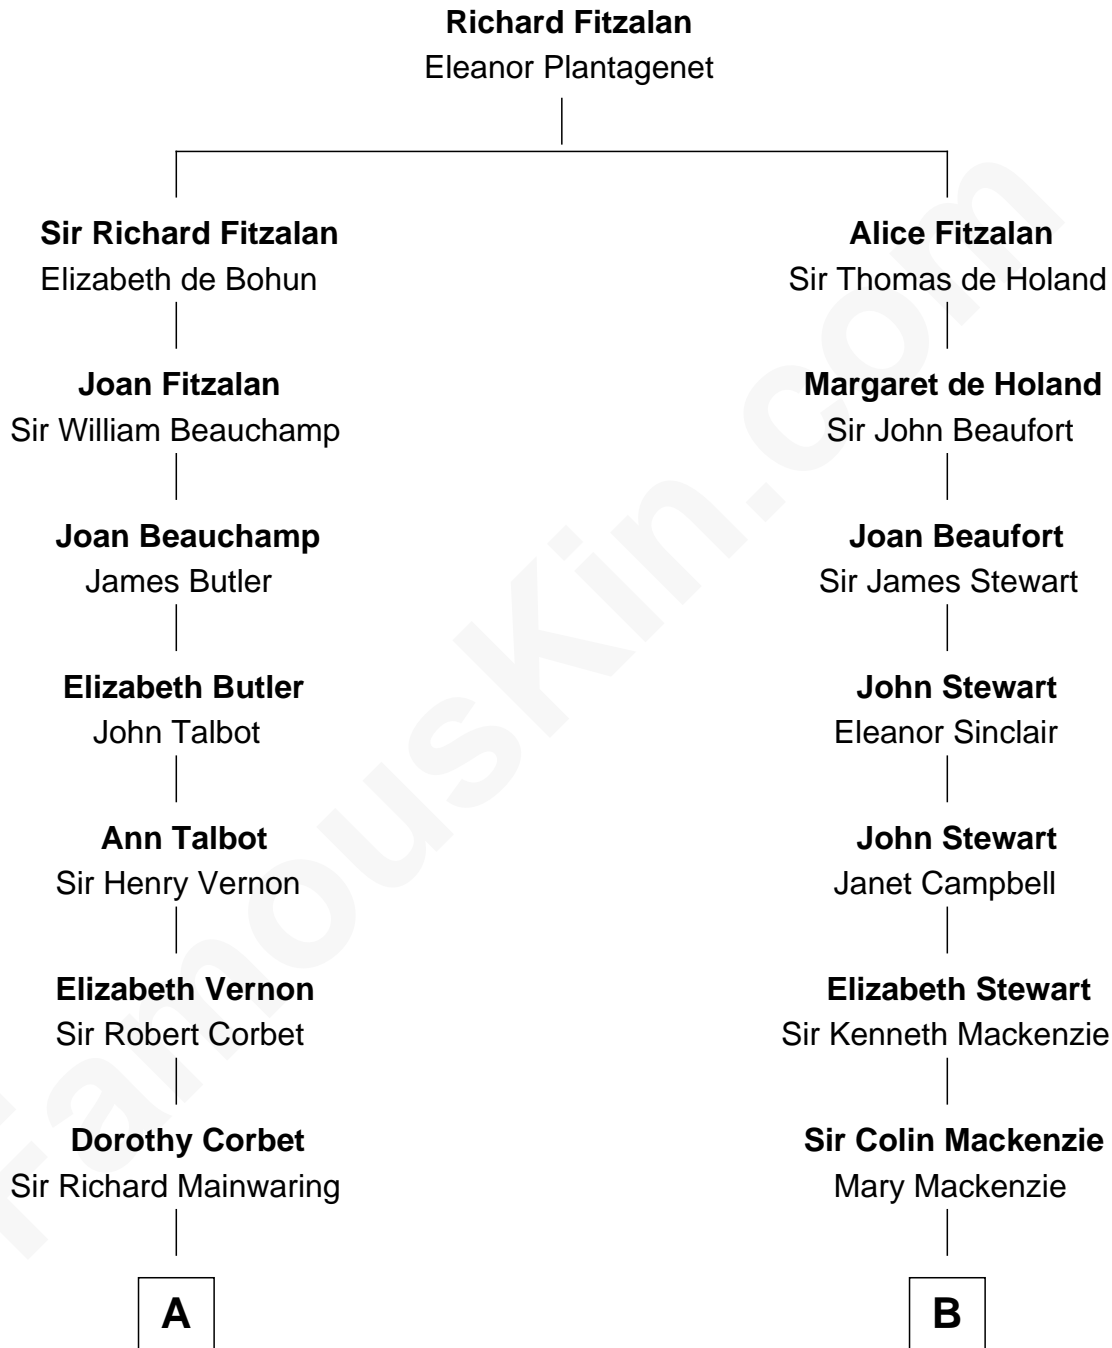 Richard Fitzalan
Eleanor Plantagenet
Sir Richard Fitzalan
Elizabeth de Bohun
Alice Fitzalan
Sir Thomas de Holand
Joan Fitzalan
Sir William Beauchamp
Margaret de Holand
Sir John Beaufort
Joan Beauchamp
James Butler
Joan Beaufort
Sir James Stewart
Elizabeth Butler
John Talbot
John Stewart
Eleanor Sinclair
Ann Talbot
Sir Henry Vernon
John Stewart
Janet Campbell
Elizabeth Vernon
Sir Robert Corbet
Elizabeth Stewart
Sir Kenneth Mackenzie
Dorothy Corbet
Sir Richard Mainwaring
Sir Colin Mackenzie
Mary Mackenzie
A
B
FamousKin.com